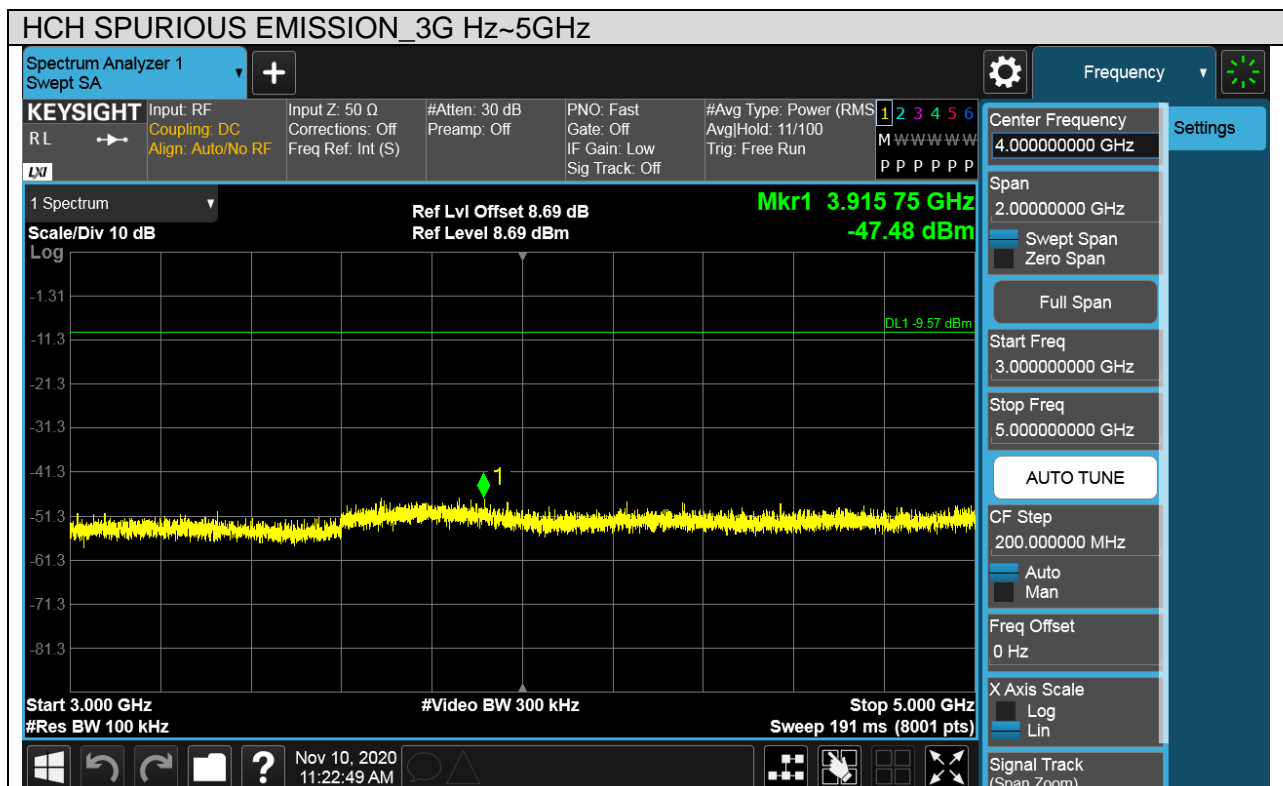 HCH SPURIOUS EMISSION_3G Hz~5GHz
Spectrum Analyzer 1
Swept SA
Frequency
KEYSIGHT
RL
LXI
Input: RF
Coupling: DC
Align: Auto/No RF
Input Z: 50 Ω
Corrections: Off
Freq Ref: Int (S)
#Atten: 30 dB
Preamp: Off
PNO: Fast
Gate: Off
IF Gain: Low
Sig Track: Off
#Avg Type: Power (RMS
Avg|Hold: 11/100
Trig: Free Run
1 2 3 4 5 6
M W W W W W
P P P P P P
1 Spectrum
Scale/Div 10 dB
Log
Ref Lvl Offset 8.69 dB
Ref Level 8.69 dBm
Mkr1 3.915 75 GHz
-47.48 dBm
-1.31
DL1 -9.57 dBm
-11.3
-21.3
-31.3
-41.3
1
-51.3
-61.3
-71.3
-81.3
Start 3.000 GHz
#Res BW 100 kHz
#Video BW 300 kHz
Stop 5.000 GHz
Sweep 191 ms (8001 pts)
?
Nov 10, 2020
11:22:49 AM
Center Frequency
4.000000000 GHz
Settings
Span
2.00000000 GHz
Swept Span
Zero Span
Full Span
Start Freq
3.000000000 GHz
Stop Freq
5.000000000 GHz
AUTO TUNE
CF Step
200.000000 MHz
Auto
Man
Freq Offset
0 Hz
X Axis Scale
Log
Lin
Signal Track
(Span Zoom)